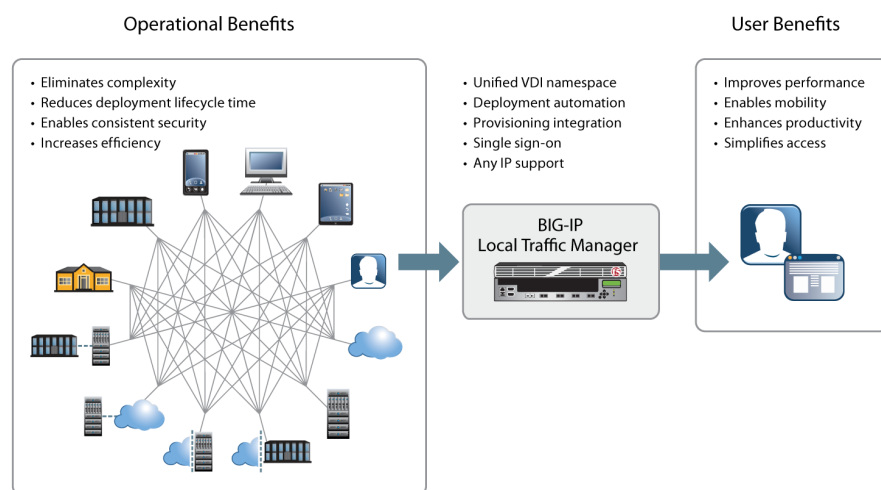 Operational Benefits
• Eliminates complexity
• Reduces deployment lifecycle time
• Enables consistent security
• Increases efficiency
• Unified VDI namespace
• Deployment automation
• Provisioning integration
• Single sign-on
• Any IP support
BIG-IP
Local Traffic Manager
f5
User Benefits
• Improves performance
• Enables mobility
• Enhances productivity
• Simplifies access